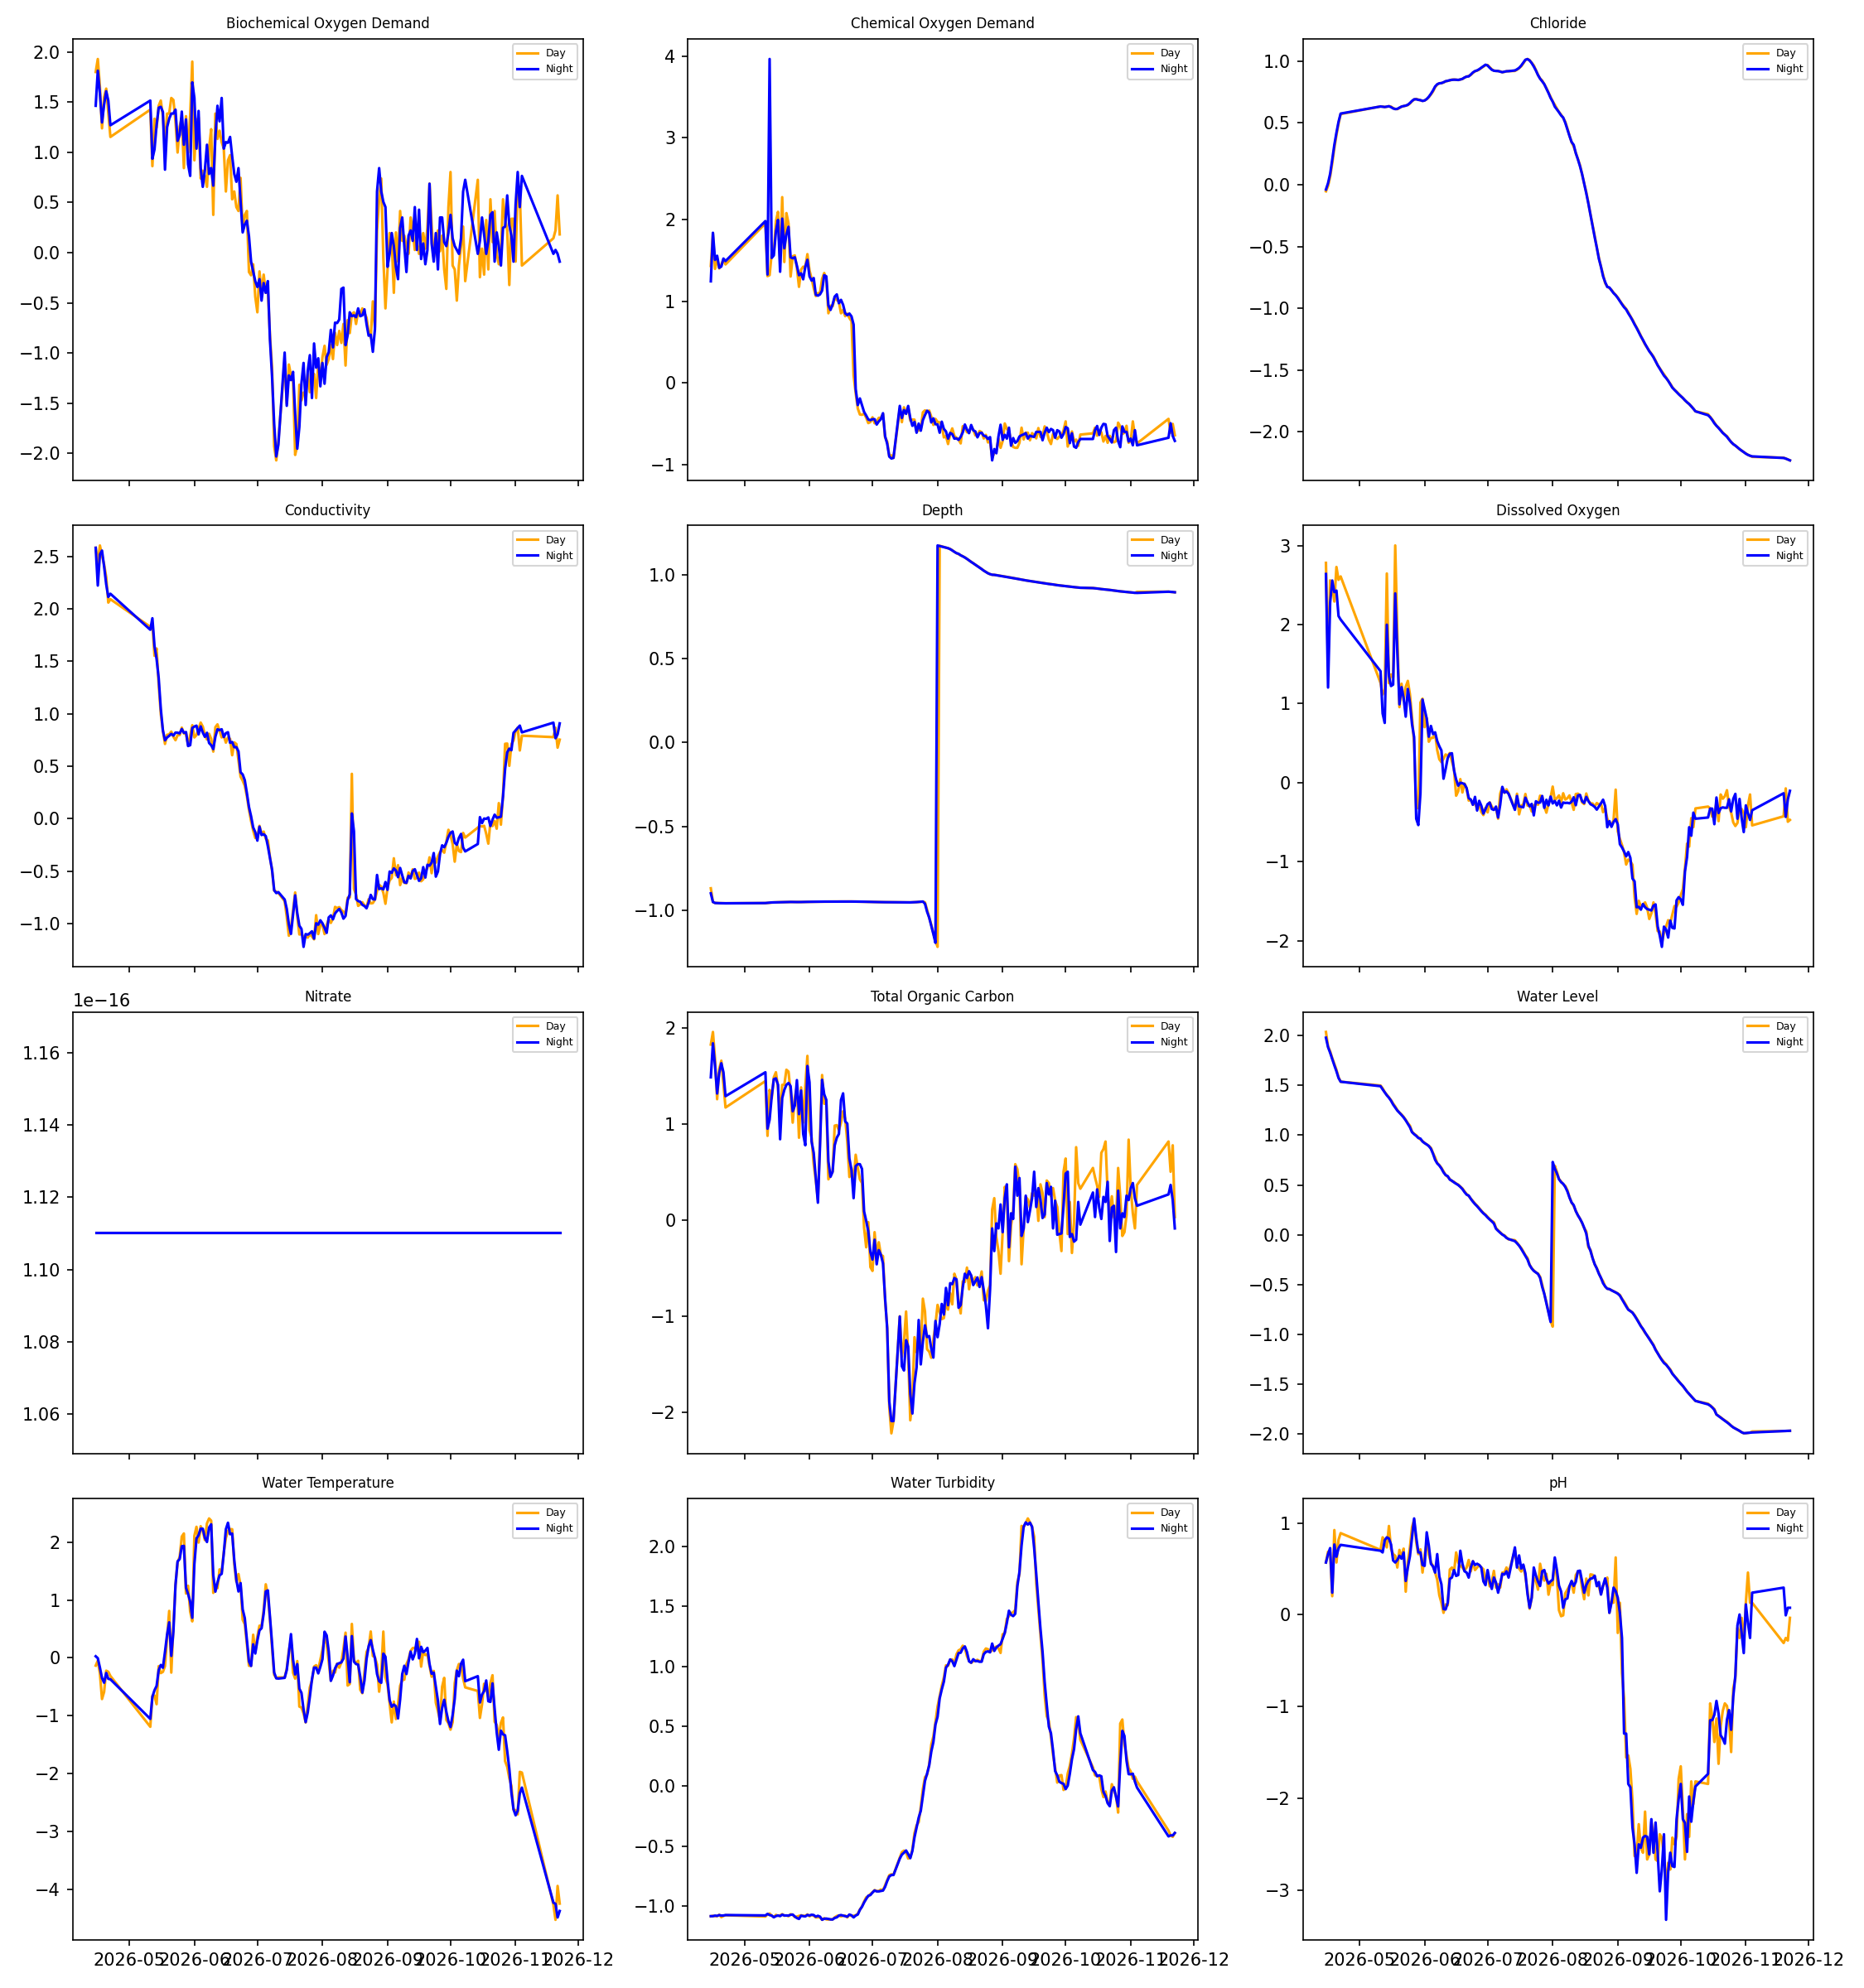 Biochemical Oxygen Demand
2.0
1.5
1.0
0.5
0.0
−0.5
−1.0
−1.5
−2.0
Day
Night
Chemical Oxygen Demand
4
3
2
1
0
−1
Day
Night
Chloride
1.0
0.5
0.0
−0.5
−1.0
−1.5
−2.0
Day
Night
Conductivity
2.5
2.0
1.5
1.0
0.5
0.0
−0.5
−1.0
Day
Night
Depth
1.0
0.5
0.0
−0.5
−1.0
Day
Night
Dissolved Oxygen
3
2
1
0
−1
−2
Day
Night
Nitrate
1e−16
1.16
1.14
1.12
1.10
1.08
1.06
Day
Night
Total Organic Carbon
2
1
0
−1
−2
Day
Night
Water Level
2.0
1.5
1.0
0.5
0.0
−0.5
−1.0
−1.5
−2.0
Day
Night
Water Temperature
2
1
0
−1
−2
−3
−4
Day
Night
2026-05
2026-06
2026-07
2026-08
2026-09
2026-10
2026-11
2026-12
Water Turbidity
2.0
1.5
1.0
0.5
0.0
−0.5
−1.0
Day
Night
2026-05
2026-06
2026-07
2026-08
2026-09
2026-10
2026-11
2026-12
pH
1
0
−1
−2
−3
Day
Night
2026-05
2026-06
2026-07
2026-08
2026-09
2026-10
2026-11
2026-12